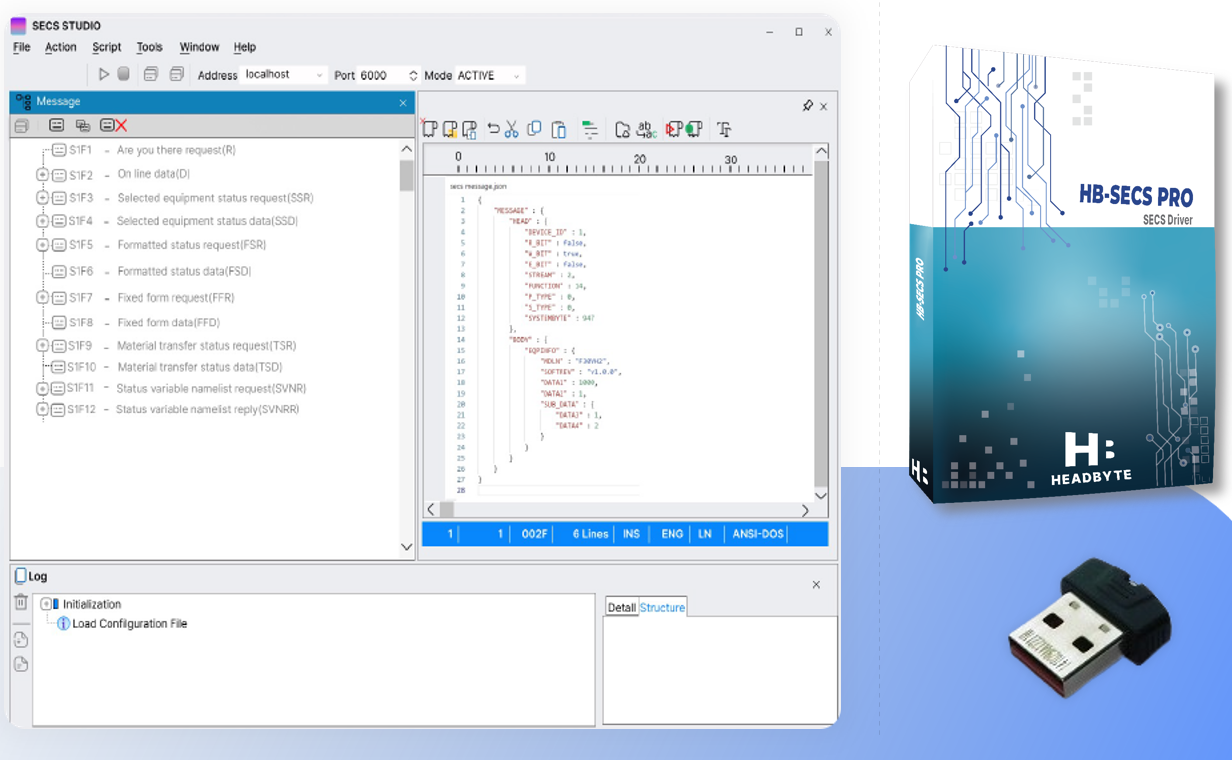 SECS STUDIO
File Action Script Tools Window Help
Address localhost Port 6000 Mode ACTIVE
Message
S1F1 - Are you there request(R)
S1F2 - On line data(D)
S1F3 - Selected equipment status request(SSR)
S1F4 - Selected equipment status data(SSD)
S1F5 - Formatted status request(FSR)
S1F6 - Formatted status data(FSD)
S1F7 - Fixed form request(FFR)
S1F8 - Fixed form data(FFD)
S1F9 - Material transfer status request(TSR)
S1F10 - Material transfer status data(TSD)
S1F11 - Status variable namelist request(SVNR)
S1F12 - Status variable namelist reply(SVNRR)
0 10 20 30
secs message.json
1 {
2 "MESSAGE" : {
3 "HEAD" : {
4 "DEVICE_ID" : 1,
5 "R_BIT" : false,
6 "W_BIT" : true,
7 "E_BIT" : false,
8 "STREAM" : 2,
9 "FUNCTION" : 14,
10 "P_TYPE" : 0,
11 "S_TYPE" : 0,
12 "SYSTEMBYTE" : 947
13 },
14 "BODY" : {
15 "EQPINFO" : {
16 "MDLN" :
17 "SOFTREV" : "v1.0.0",
18 "DATA1" : 1000,
19 : 1,
20 "SUB_DATA" : {
21 "DATA3" : 1,
22 "DATA4" : 2
23 }
24 }
25 }
26 }
27 }
28
1 1 002F 6 Lines INS ENG LN ANSI-DOS
Log
Initialization
Load Confilguration File
Detall Structure
HB-SECS PRO
SECS Driver
HB-SECS PRO
H:
H:
HEADBYTE